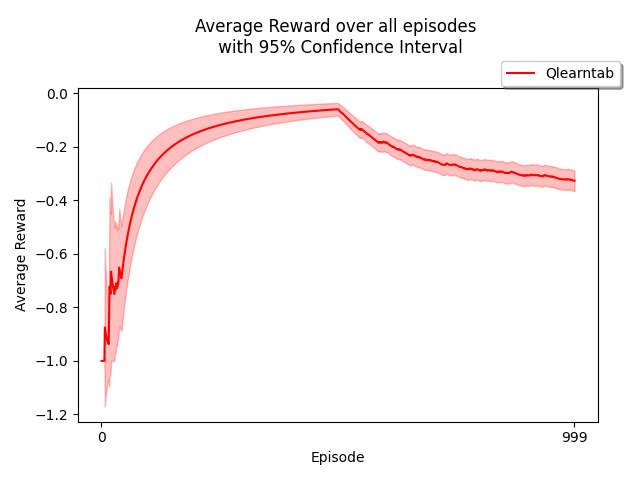 Average Reward over all episodes
with 95% Confidence Interval
Qlearntab
0.0
−0.2
−0.4
−0.6
−0.8
−1.0
−1.2
Average Reward
0
999
Episode